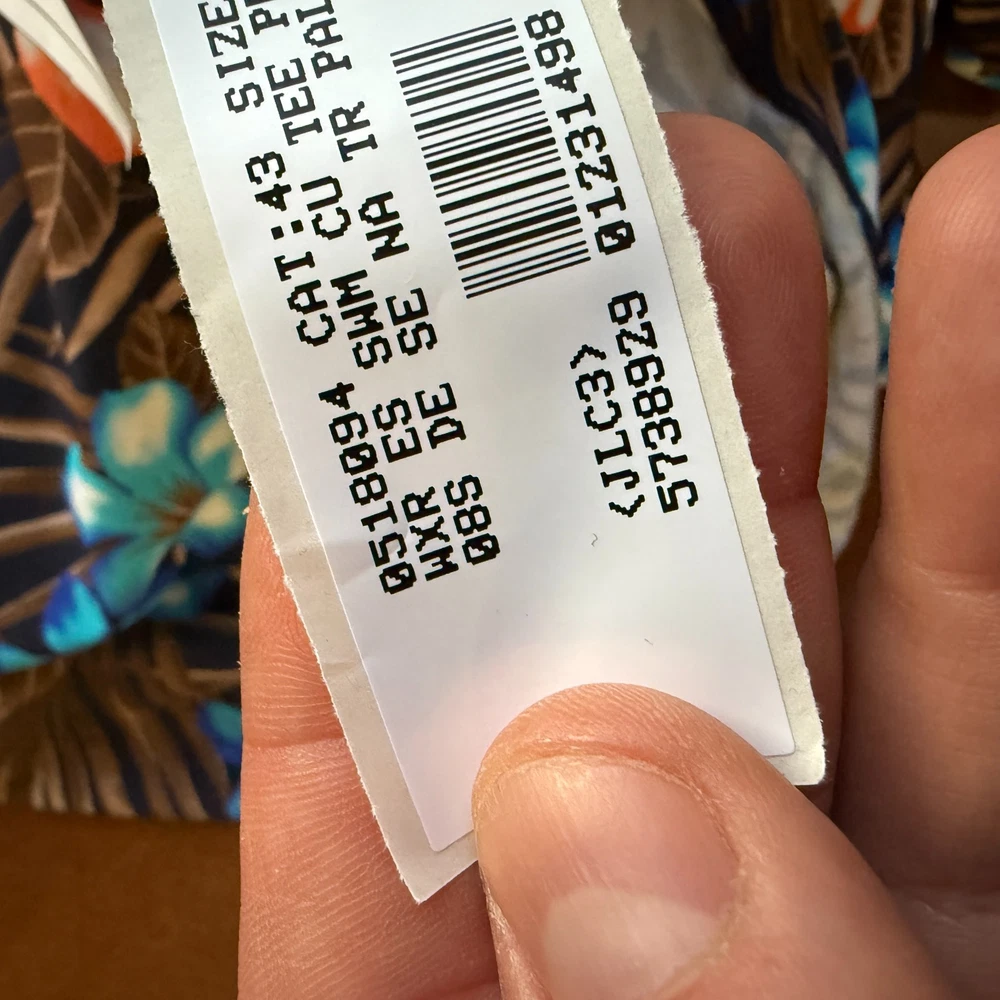 0518094 CAT:43 SIZE
WXR ES SWM CU TEE
08S DE SE NA TR PAL
01231498
<JLC3>
5738929